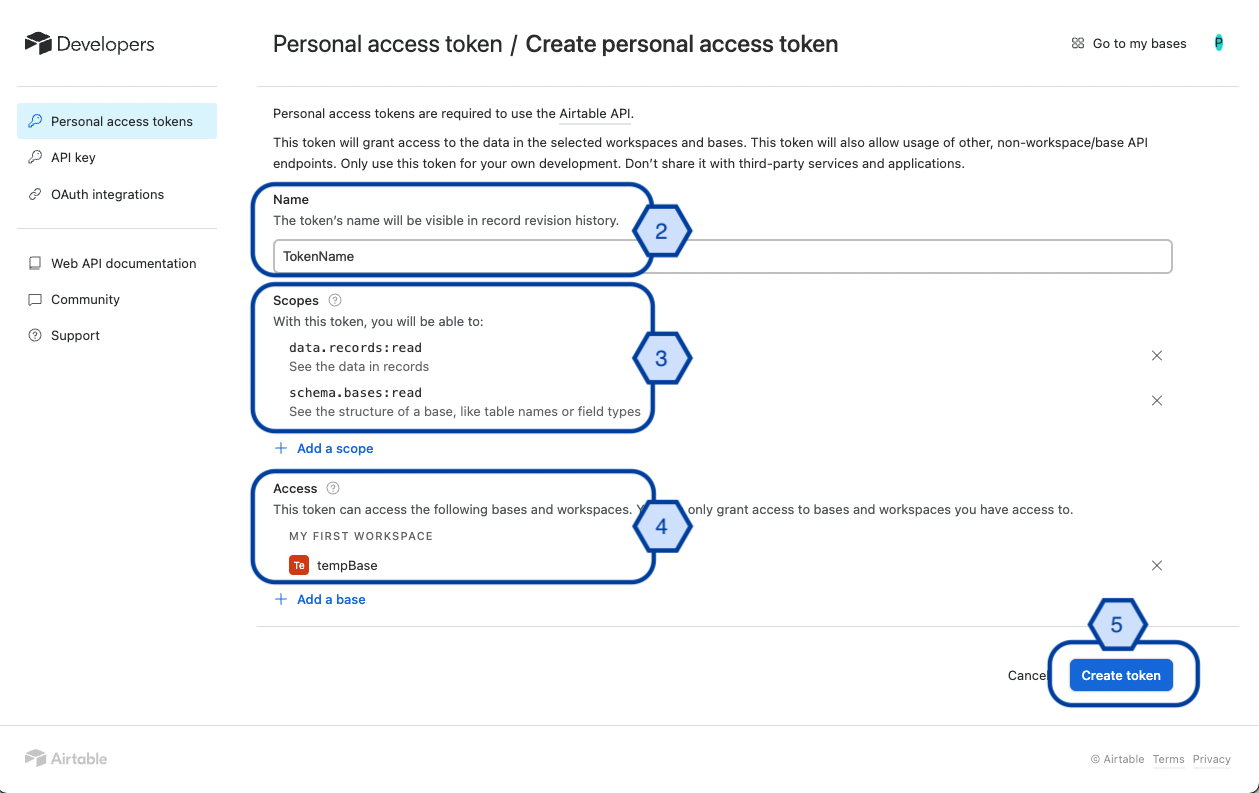 Developers
Personal access token / Create personal access token
Go to my bases
P
Personal access tokens
API key
OAuth integrations
Web API documentation
Community
Support
Personal access tokens are required to use the Airtable API.
This token will grant access to the data in the selected workspaces and bases. This token will also allow usage of other, non-workspace/base API
endpoints. Only use this token for your own development. Don’t share it with third-party services and applications.
Name
The token’s name will be visible in record revision history.
2
TokenName
Scopes ?
With this token, you will be able to:
data.records:read
See the data in records
3
schema.bases:read
See the structure of a base, like table names or field types
+ Add a scope
Access ?
This token can access the following bases and workspaces. only grant access to bases and workspaces you have access to.
4
MY FIRST WORKSPACE
Te tempBase
+ Add a base
5
Cancel
Create token
Airtable
© Airtable Terms Privacy